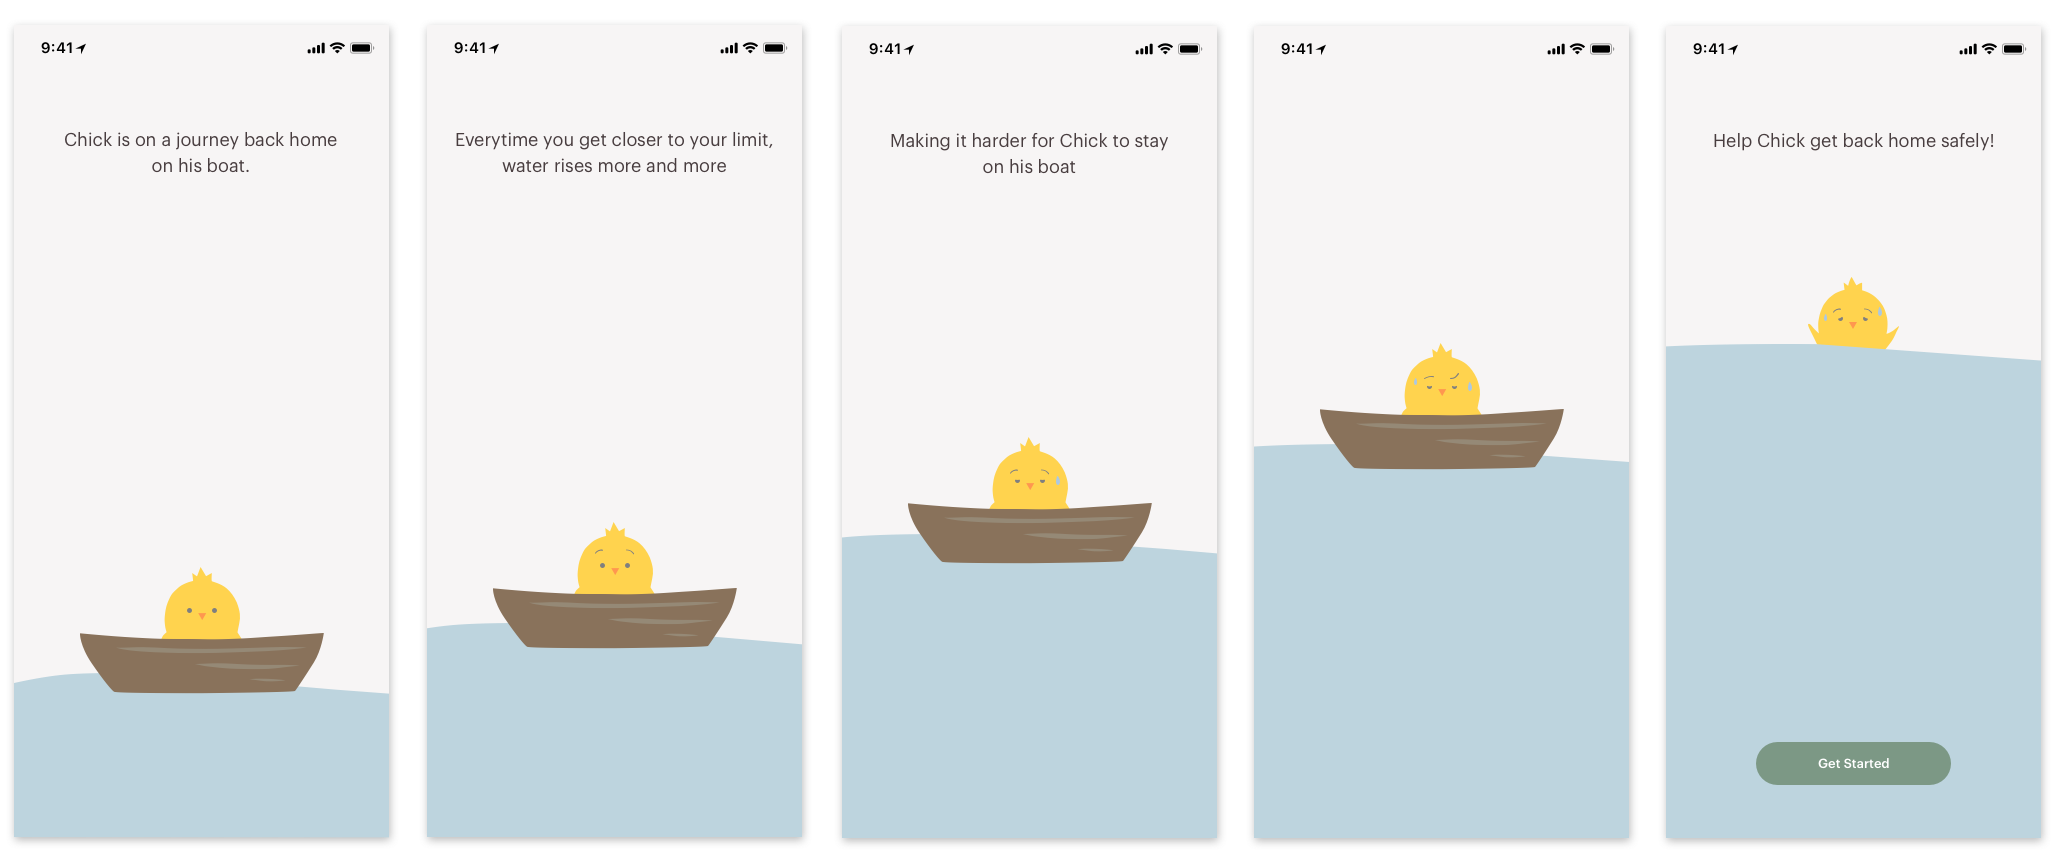 9:41
Chick is on a journey back home
on his boat.
9:41
Everytime you get closer to your limit,
water rises more and more
9:41
Making it harder for Chick to stay
on his boat
9:41
9:41
Help Chick get back home safely!
Get Started